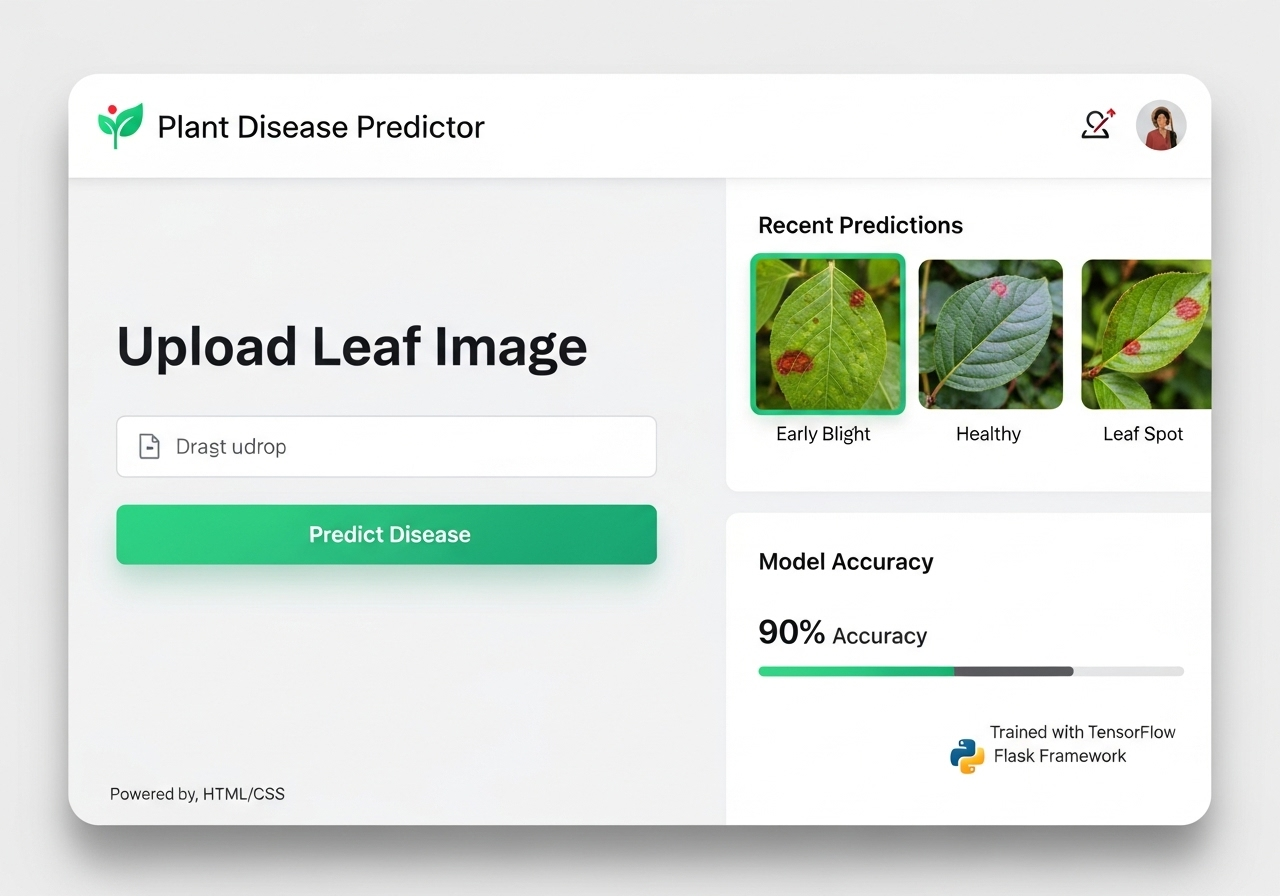 Plant Disease Predictor
Upload Leaf Image
Drast udrop
Predict Disease
Powered by, HTML/CSS
Recent Predictions
Early Blight
Healthy
Leaf Spot
Model Accuracy
90% Accuracy
Trained with TensorFlow
Flask Framework